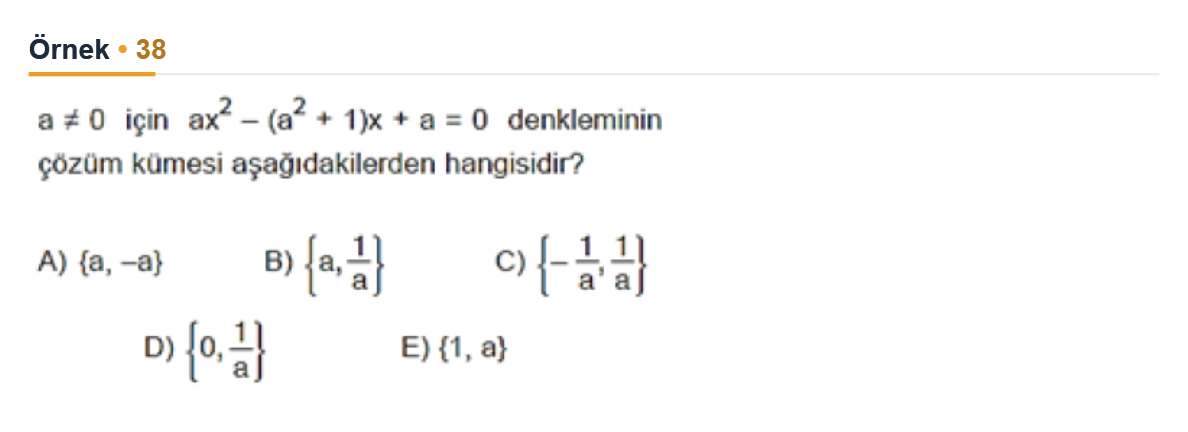 Örnek • 38
a ≠ 0 için ax² – (a² + 1)x + a = 0 denkleminin
çözüm kümesi aşağıdakilerden hangisidir?
A) {a, –a} B) {a, 1/a} C) {– 1/a, 1/a}
D) {0, 1/a} E) {1, a}